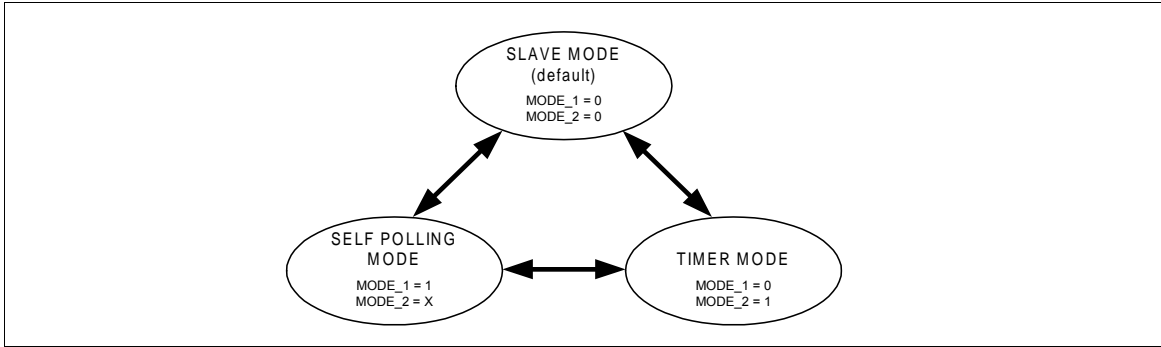 SLAVE MODE
(default)
MODE_1 = 0
MODE_2 = 0
SELF POLLING
MODE
MODE_1 = 1
MODE_2 = X
TIMER MODE
MODE_1 = 0
MODE_2 = 1